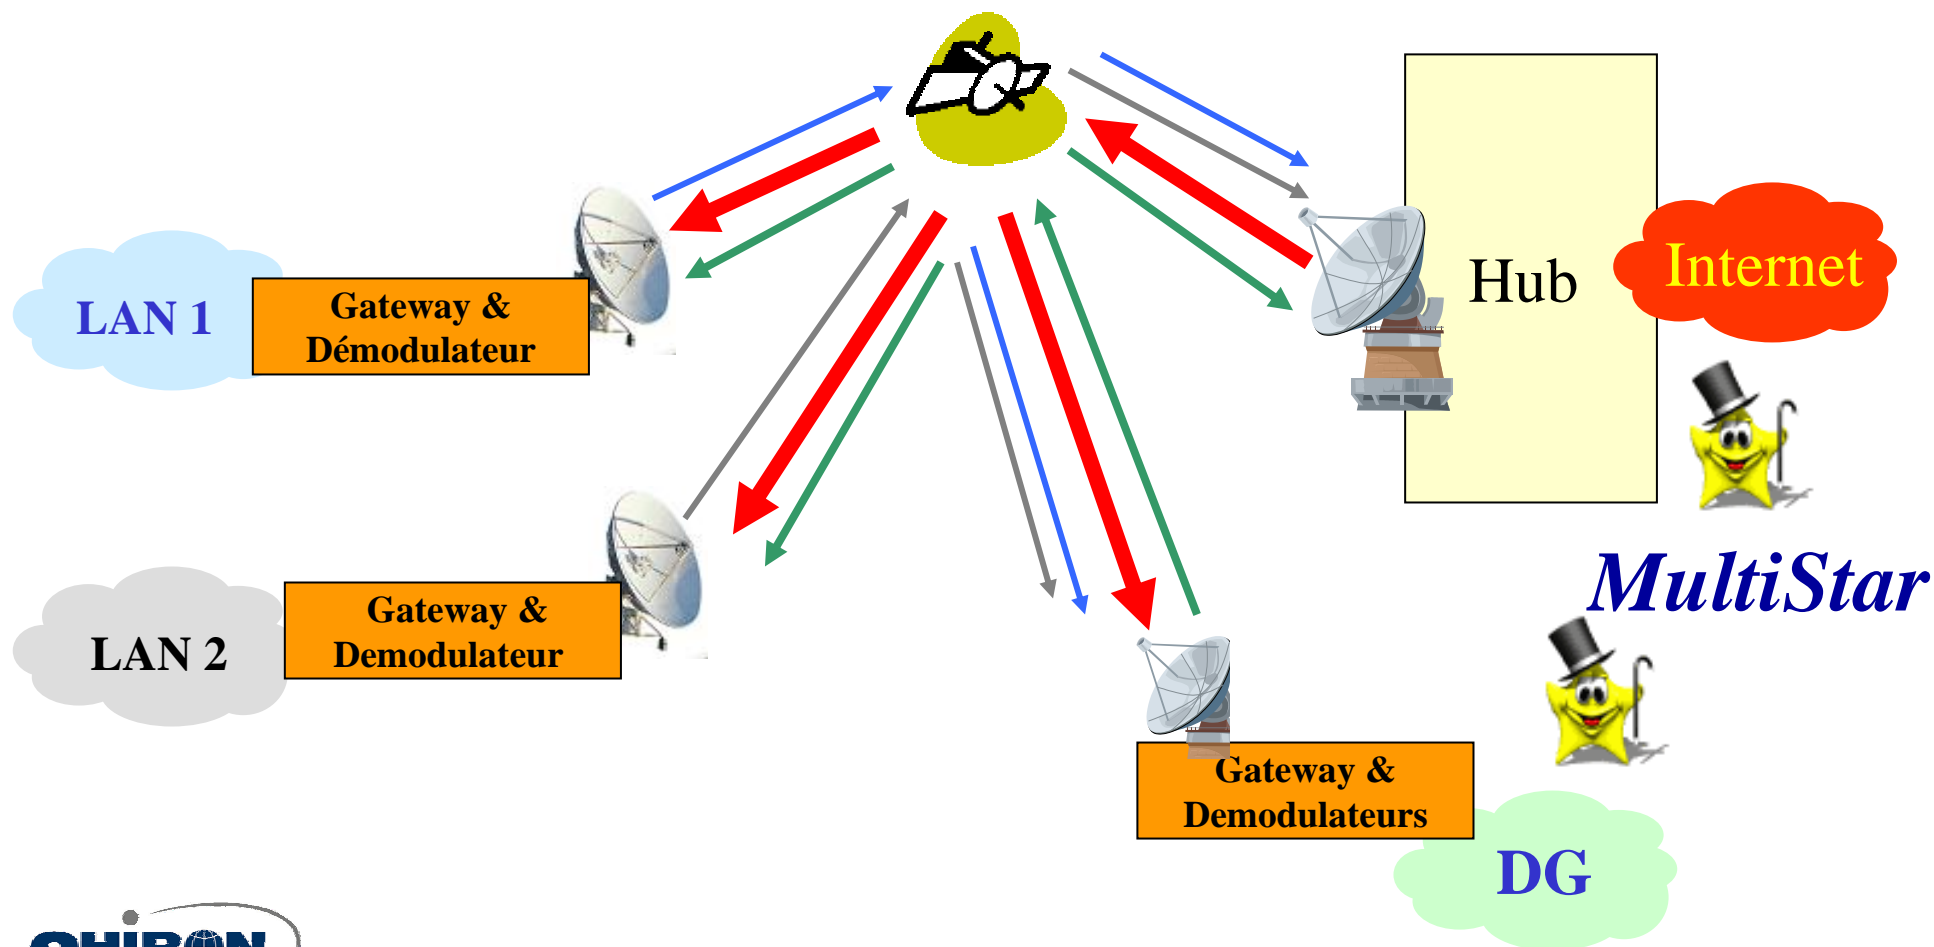 LAN 1
Gateway &
Démodulateur
Hub
Internet
MultiStar
LAN 2
Gateway &
Demodulateur
Gateway &
Demodulateurs
DG